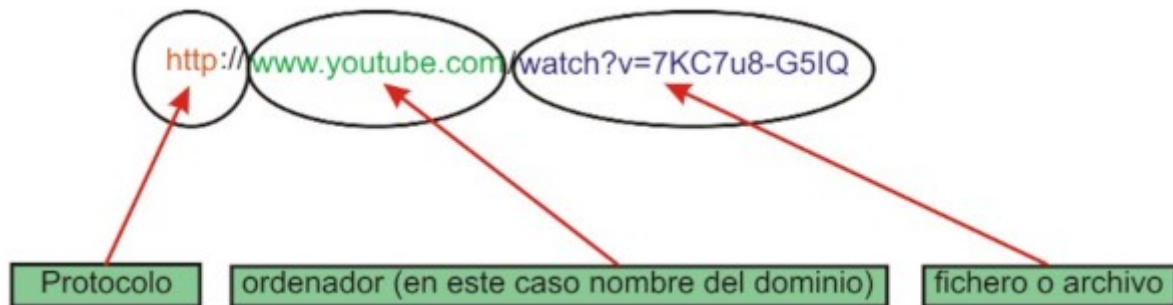 http://www.youtube.com/watch?v=7KC7u8-G5IQ
Protocolo
ordenador (en este caso nombre del dominio)
fichero o archivo